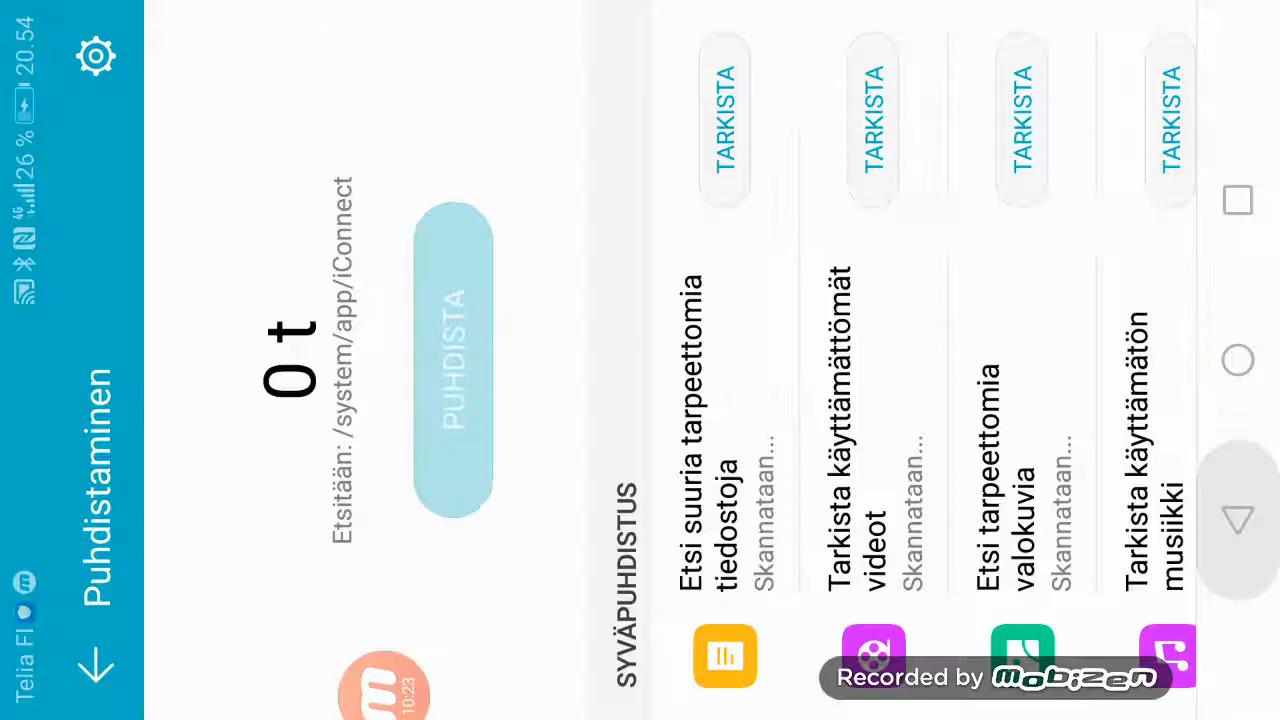 Telia FI
4G
26 %
20.54
Puhdistaminen
0 t
Etsitään: /system/app/iConnect
PUHDISTA
10:23
SYVÄPUHDISTUS
Etsi suuria tarpeettomia
tiedostoja
Skannataan...
TARKISTA
Tarkista käyttämättömät
videot
Skannataan...
TARKISTA
Etsi tarpeettomia
valokuvia
Skannataan...
TARKISTA
Tarkista käyttämätön
musiikki
TARKISTA
Recorded by mobizen